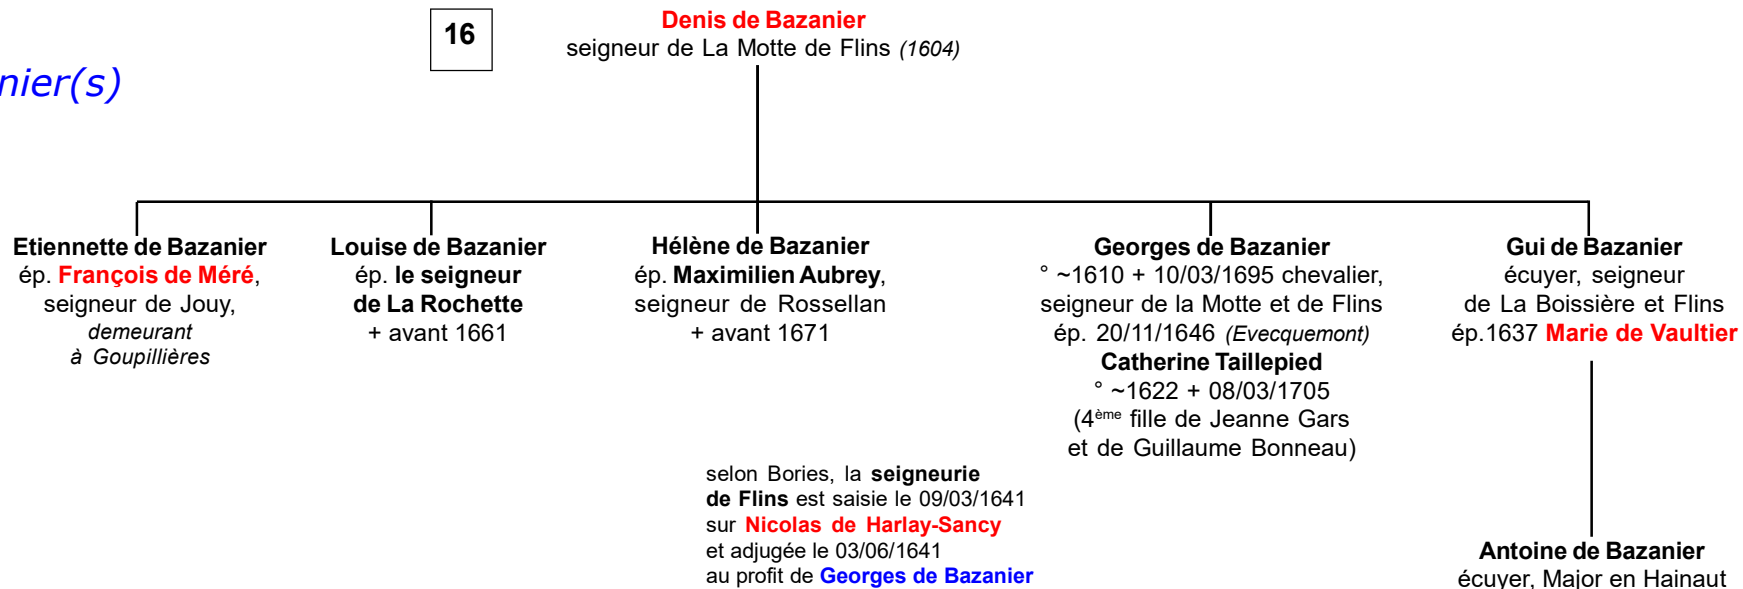 16
Denis de Bazanier
seigneur de La Motte de Flins (1604)
nier(s)
Etiennette de Bazanier
ép. François de Méré,
seigneur de Jouy,
demeurant
à Goupillières
Louise de Bazanier
ép. le seigneur
de La Rochette
+ avant 1661
Hélène de Bazanier
ép. Maximilien Aubrey,
seigneur de Rossellan
+ avant 1671
Georges de Bazanier
° ~1610 + 10/03/1695 chevalier,
seigneur de la Motte et de Flins
ép. 20/11/1646 (Evecquemont)
Catherine Taillepied
° ~1622 + 08/03/1705
(4ème fille de Jeanne Gars
et de Guillaume Bonneau)
Gui de Bazanier
écuyer, seigneur
de La Boissière et Flins
ép.1637 Marie de Vaultier
selon Bories, la seigneurie
de Flins est saisie le 09/03/1641
sur Nicolas de Harlay-Sancy
et adjugée le 03/06/1641
au profit de Georges de Bazanier
Antoine de Bazanier
écuyer, Major en Hainaut